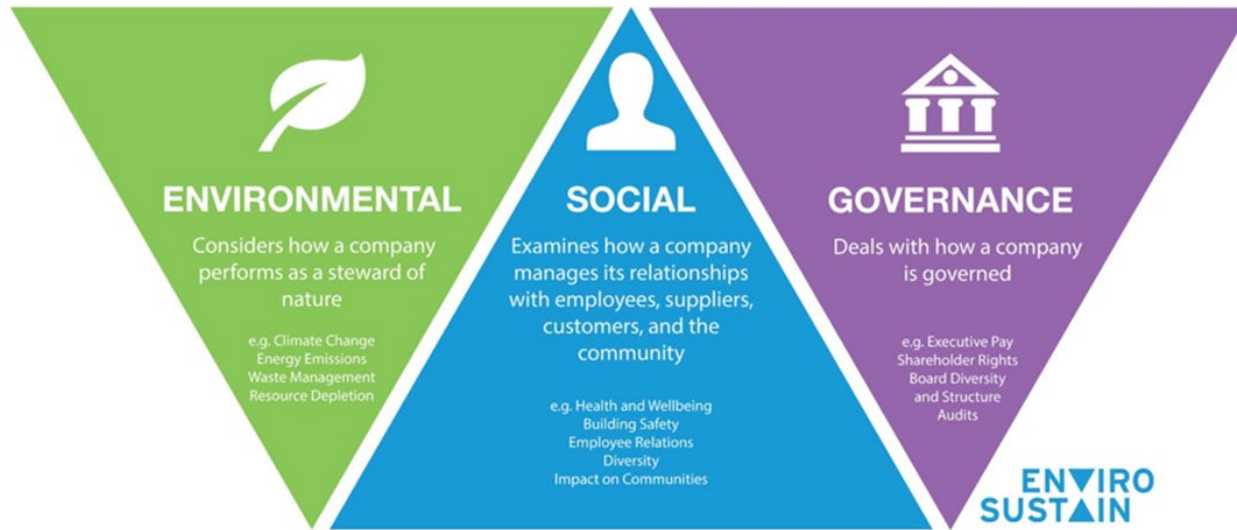 ENVIRONMENTAL
Considers how a company
performs as a steward of
nature
e.g. Climate Change
Energy Emissions
Waste Management
Resource Depletion
SOCIAL
Examines how a company
manages its relationships
with employees, suppliers,
customers, and the
community
e.g. Health and Wellbeing
Building Safety
Employee Relations
Diversity
Impact on Communities
GOVERNANCE
Deals with how a company
is governed
e.g. Executive Pay
Shareholder Rights
Board Diversity
and Structure
Audits
ENVIRO
SUSTAIN